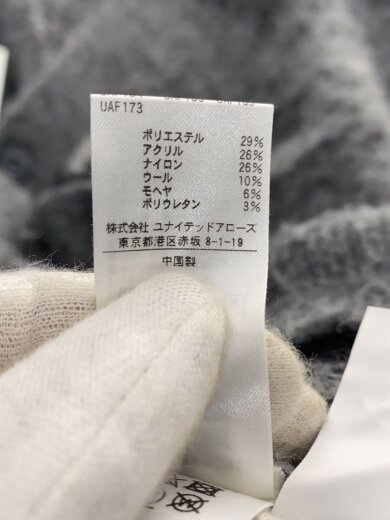 UAF173
ポリエステル 29%
アクリル 26%
ナイロン 26%
ウール 10%
モヘヤ 6%
ポリウレタン 3%
株式会社 ユナイテッドアローズ
東京都港区赤坂 8-1-19
中国製